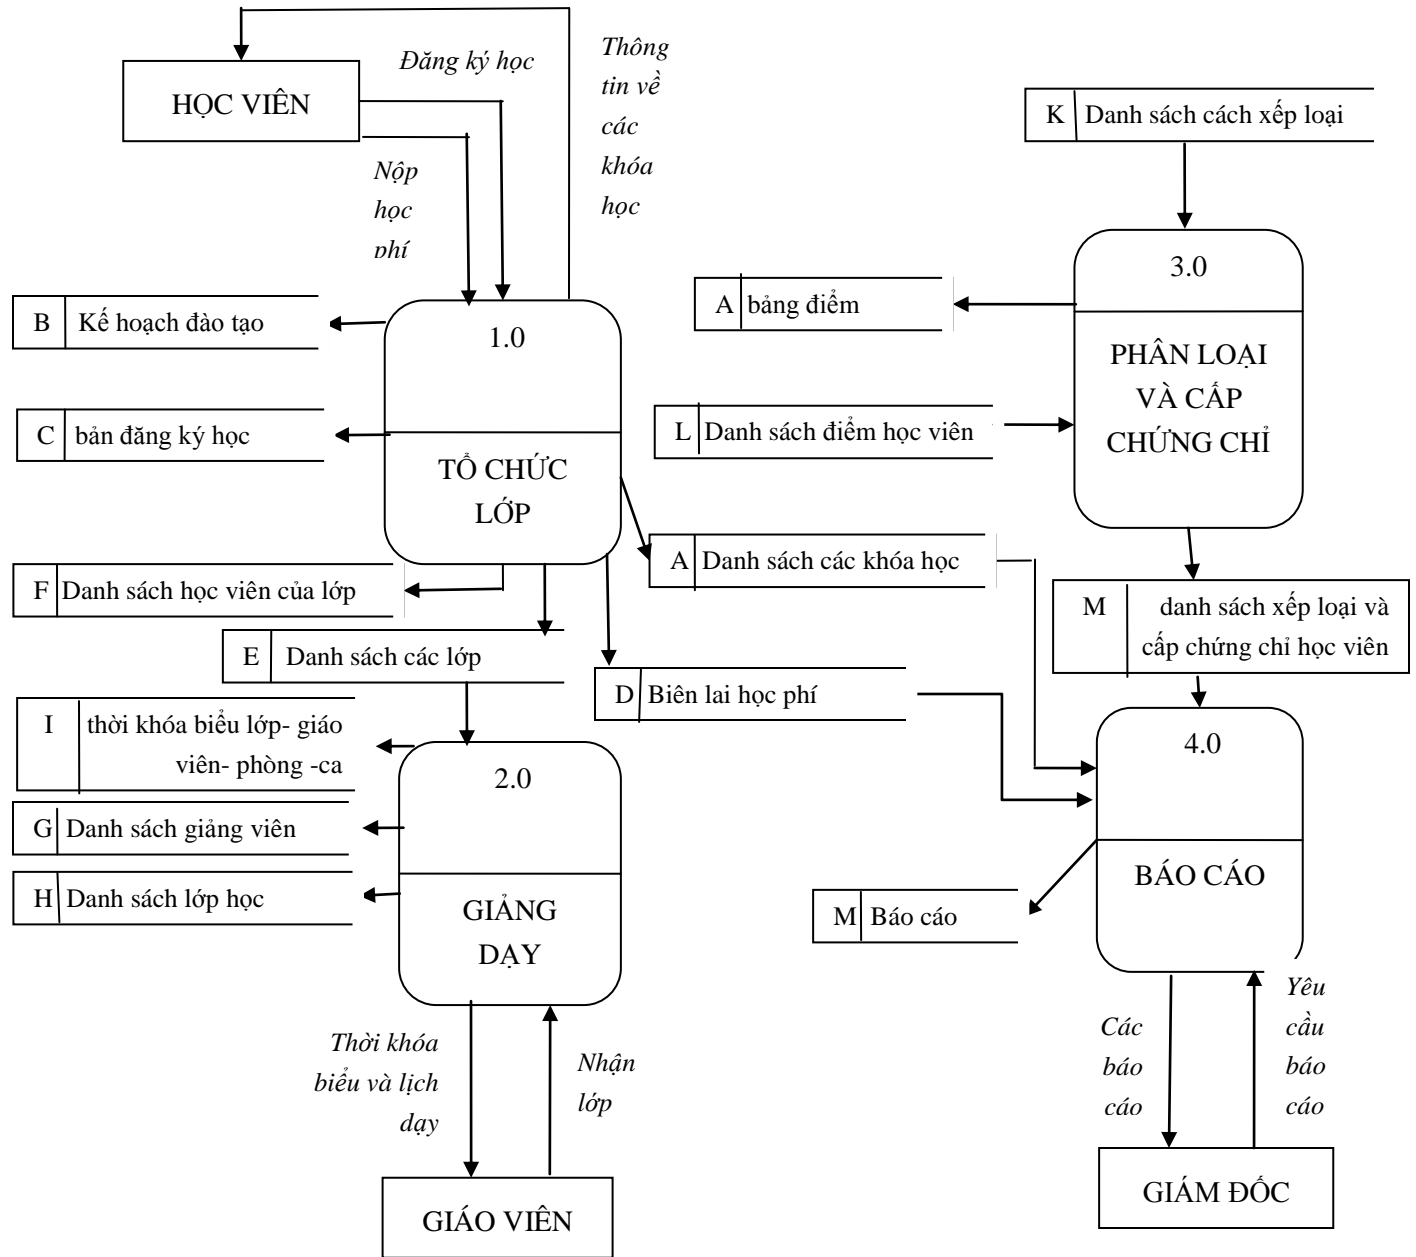 Đăng ký học
Thông
tin về
các
khóa
học
HỌC VIÊN
Nộp
học
phí
K Danh sách cách xếp loại
3.0
PHÂN LOẠI
VÀ CẤP
CHỨNG CHỈ
A bảng điểm
B Kế hoạch đào tạo
1.0
TỔ CHỨC
LỚP
C bản đăng ký học
L Danh sách điểm học viên
A Danh sách các khóa học
F Danh sách học viên của lớp
M danh sách xếp loại và
cấp chứng chỉ học viên
E Danh sách các lớp
D Biên lai học phí
I thời khóa biểu lớp- giáo
viên- phòng -ca
2.0
GIẢNG
DẠY
4.0
BÁO CÁO
G Danh sách giảng viên
H Danh sách lớp học
M Báo cáo
Thời khóa
biểu và lịch
dạy
Nhận
lớp
Các
báo
cáo
Yêu
cầu
báo
cáo
GIÁO VIÊN
GIÁM ĐỐC